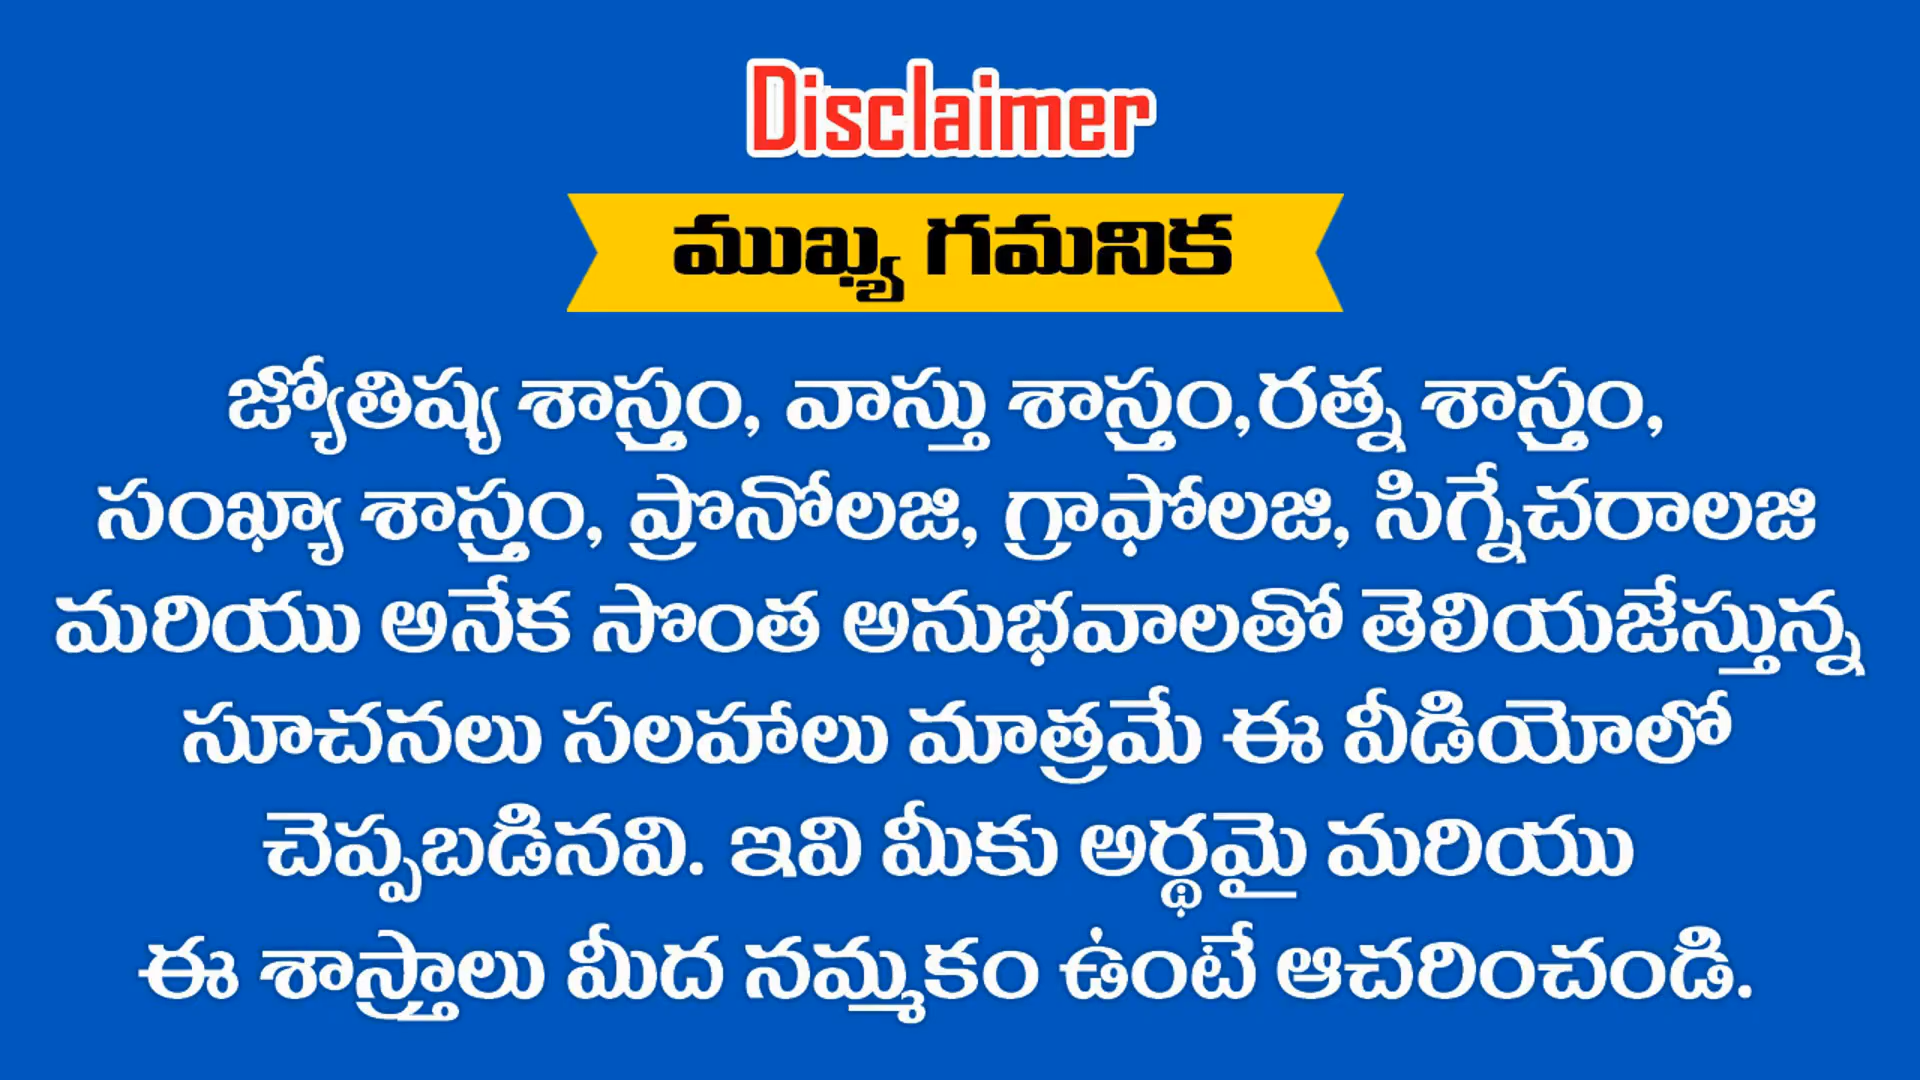 Disclaimer
ముఖ్య గమనిక
జ్యోతిష్య శాస్త్రం, వాస్తు శాస్త్రం,రత్న శాస్త్రం,
సంఖ్యా శాస్త్రం, ప్రొనోలజి, గ్రాఫోలజి, సిగ్నేచరాలజి
మరియు అనేక సొంత అనుభవాలతో తెలియజేస్తున్న
సూచనలు సలహాలు మాత్రమే ఈ వీడియోలో
చెప్పబడినవి. ఇవి మీకు అర్థమై మరియు
ఈ శాస్త్రాలు మీద నమ్మకం ఉంటే ఆచరించండి.